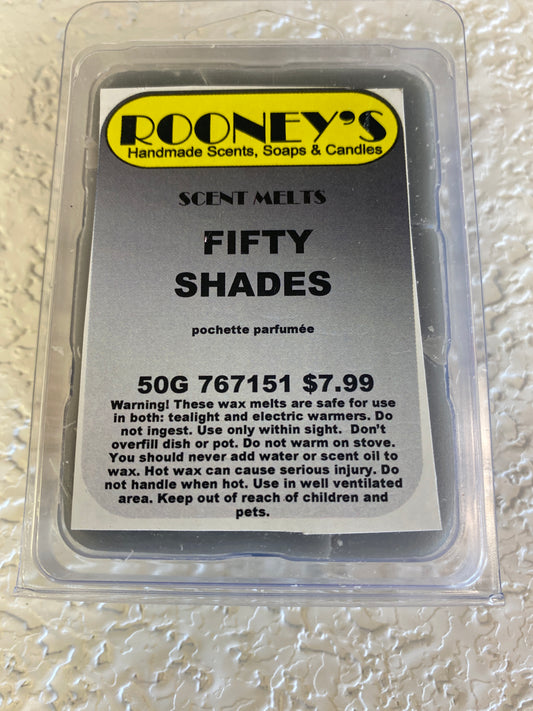 ROONEY'S
Handmade Scents, Soaps & Candles
SCENT MELTS
FIFTY
SHADES
pochette parfumée
50G 767151 $7.99
Warning! These wax melts are safe for use
in both: tealight and electric warmers. Do
not ingest. Use only within sight. Don't
overfill dish or pot. Do not warm on stove.
You should never add water or scent oil to
wax. Hot wax can cause serious injury. Do
not handle when hot. Use in well ventilated
area. Keep out of reach of children and
pets.